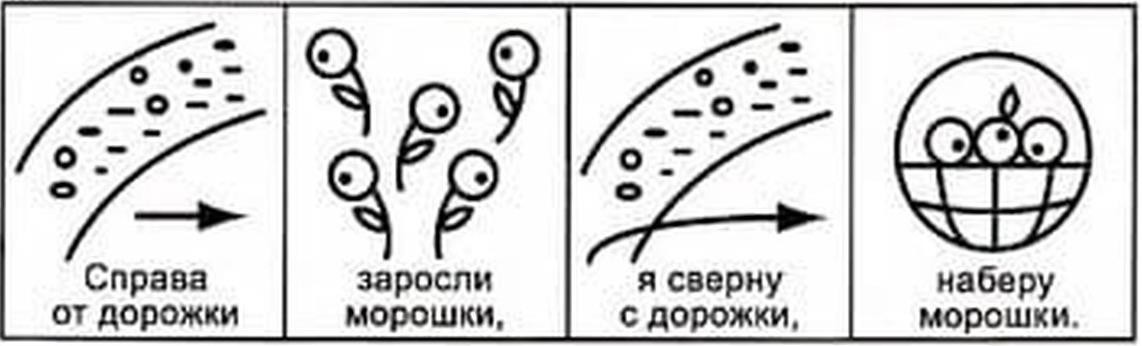 Справа
от дорожки
заросли
морошки,
я сверну
с дорожки,
наберу
морошки.